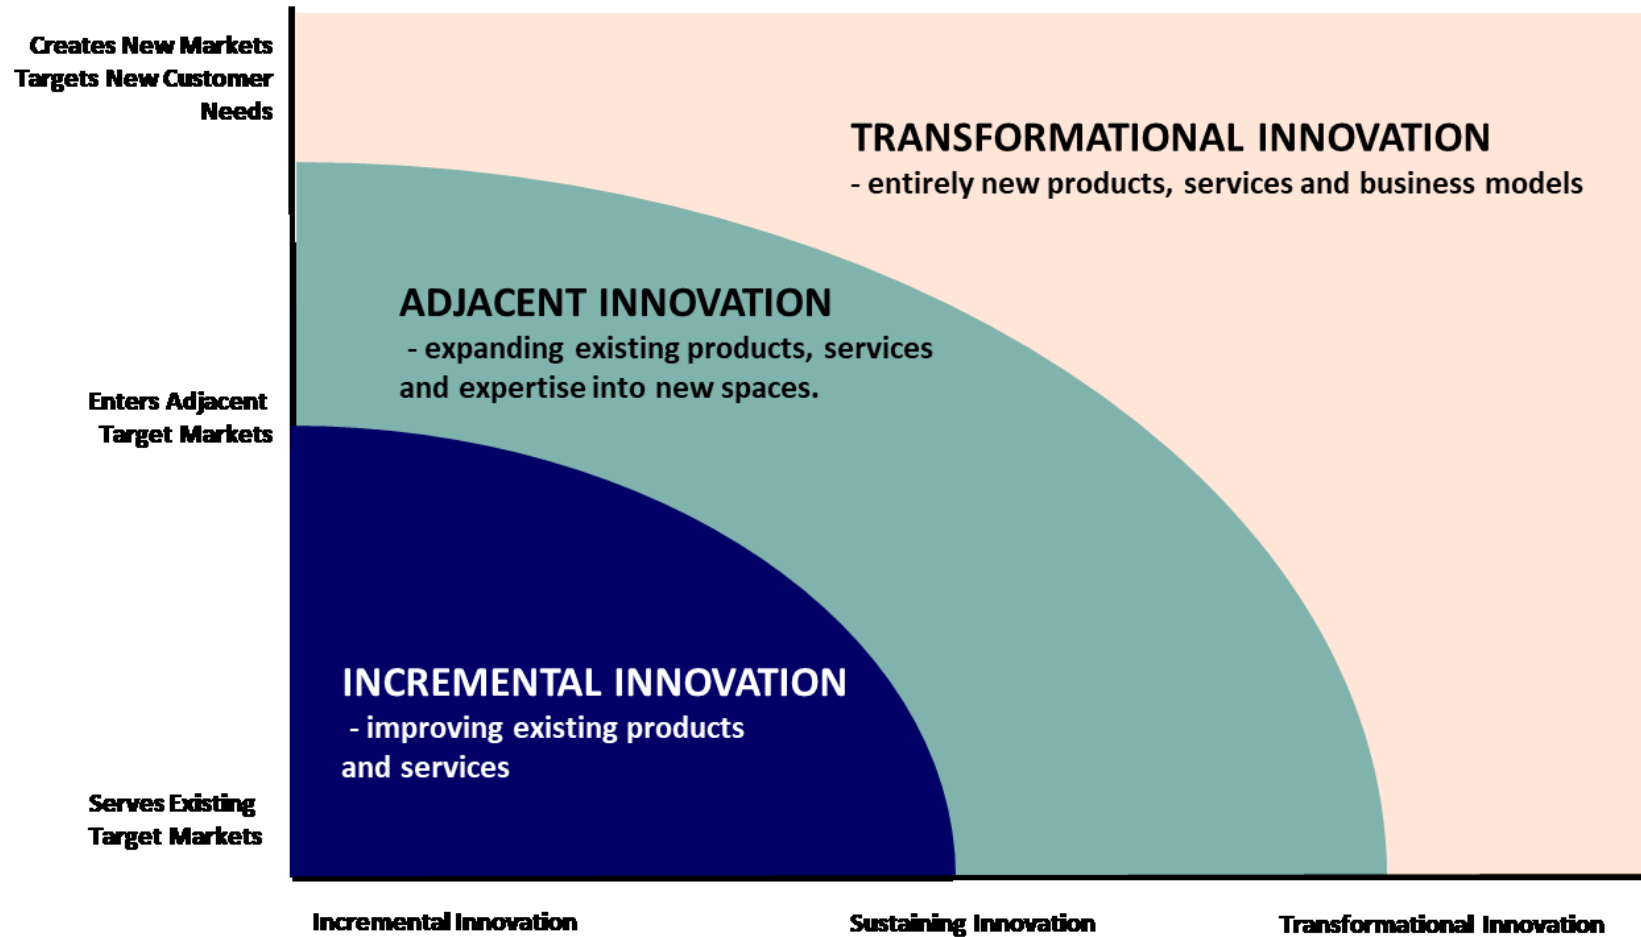 Creates New Markets
Targets New Customer
Needs
TRANSFORMATIONAL INNOVATION
- entirely new products, services and business models
ADJACENT INNOVATION
- expanding existing products, services
and expertise into new spaces.
Enters Adjacent
Target Markets
INCREMENTAL INNOVATION
- improving existing products
and services
Serves Existing
Target Markets
Incremental Innovation
Sustaining Innovation
Transformational Innovation